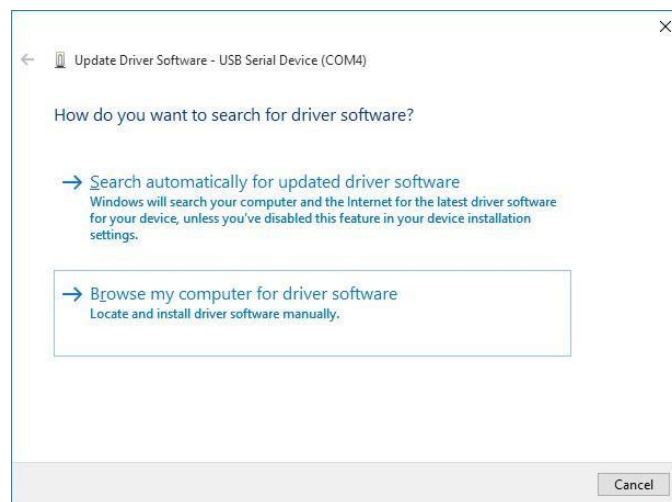 Update Driver Software - USB Serial Device (COM4)
How do you want to search for driver software?
Search automatically for updated driver software
Windows will search your computer and the Internet for the latest driver software
for your device, unless you've disabled this feature in your device installation
settings.
Browse my computer for driver software
Locate and install driver software manually.
Cancel